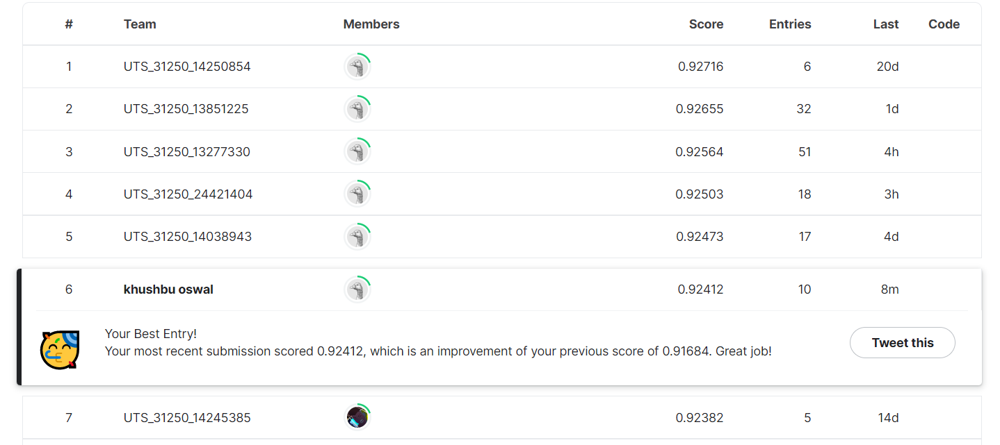 # Team Members Score Entries Last Code
1 UTS_31250_14250854 0.92716 6 20d
2 UTS_31250_13851225 0.92655 32 1d
3 UTS_31250_13277330 0.92564 51 4h
4 UTS_31250_24421404 0.92503 18 3h
5 UTS_31250_14038943 0.92473 17 4d
6 khushbu oswal 0.92412 10 8m
Your Best Entry!
Your most recent submission scored 0.92412, which is an improvement of your previous score of 0.91684. Great job!
Tweet this
7 UTS_31250_14245385 0.92382 5 14d